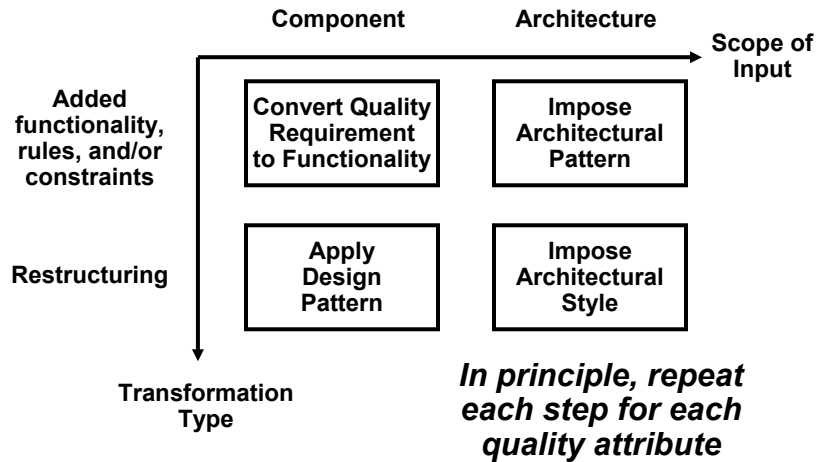 Component
Architecture
Scope of
Input
Added
functionality,
rules, and/or
constraints
Convert Quality
Requirement
to Functionality
Impose
Architectural
Pattern
Restructuring
Apply
Design
Pattern
Impose
Architectural
Style
Transformation
Type
In principle, repeat
each step for each
quality attribute